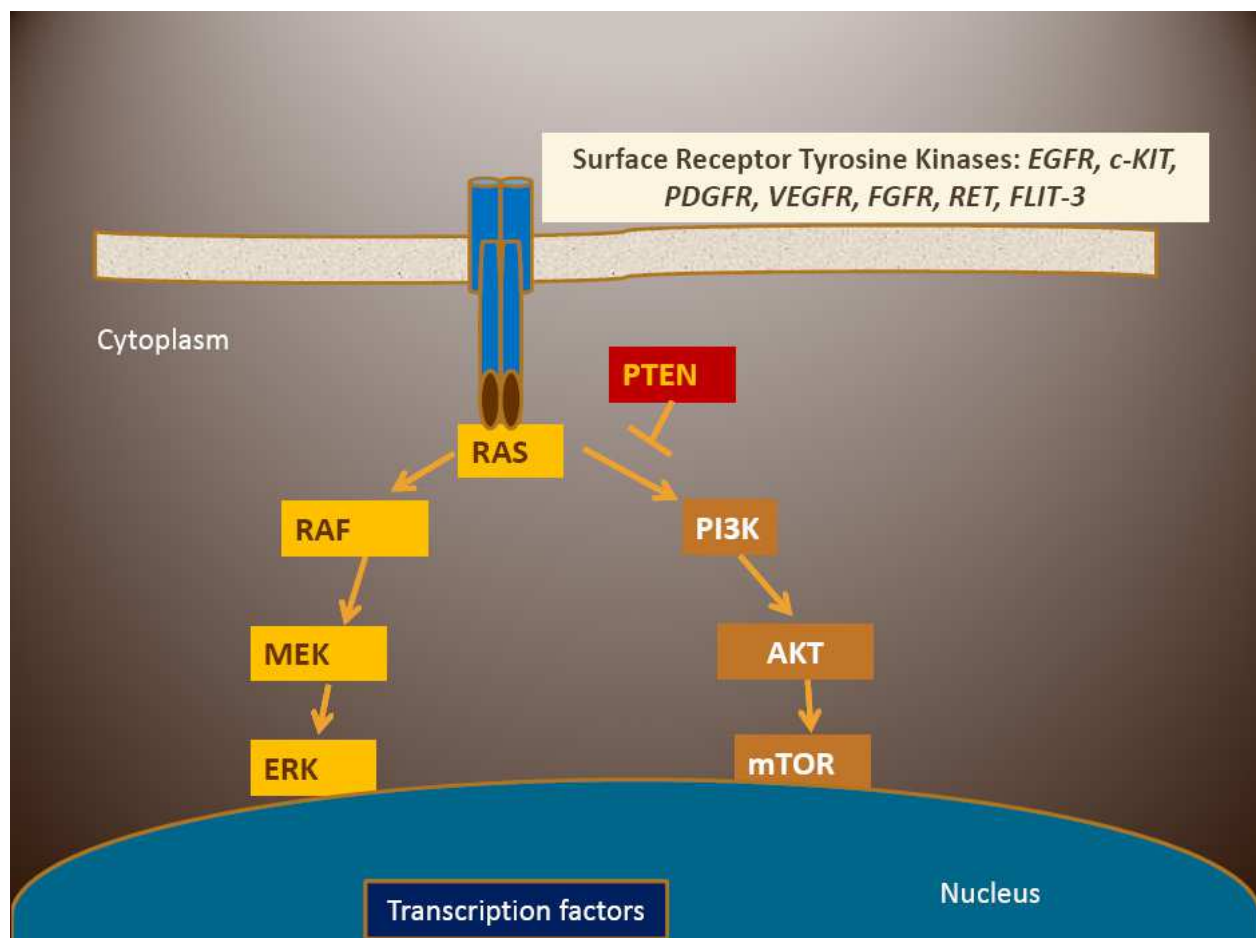 Surface Receptor Tyrosine Kinases: EGFR, c-KIT,
PDGFR, VEGFR, FGFR, RET, FLIT-3
Cytoplasm
PTEN
RAS
RAF
PI3K
MEK
AKT
ERK
mTOR
Nucleus
Transcription factors